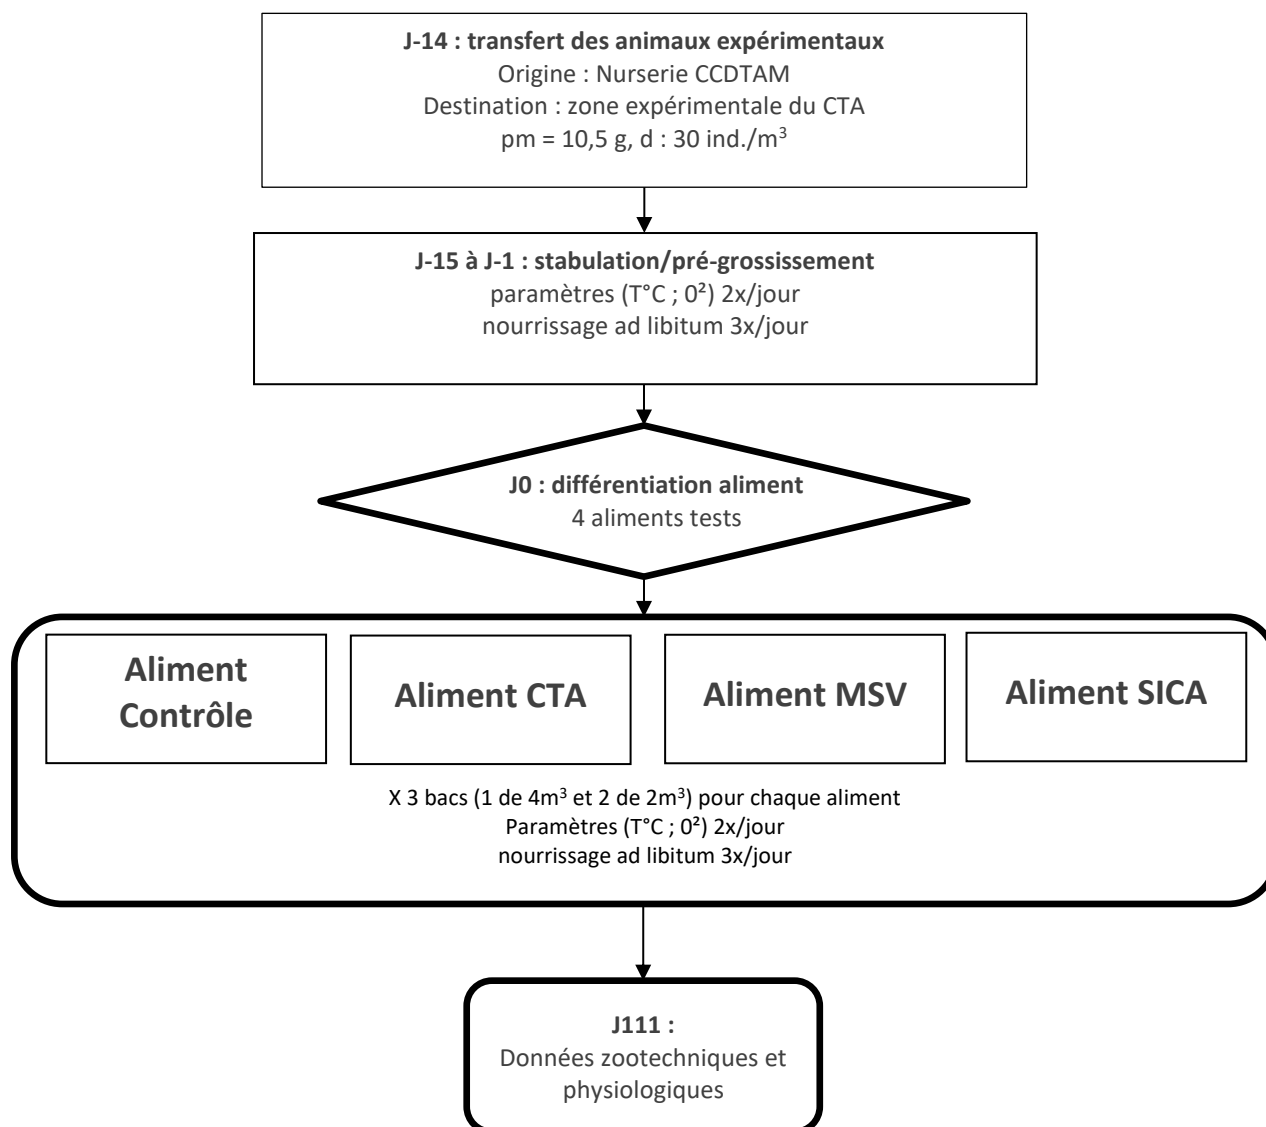 J-14 : transfert des animaux expérimentaux
Origine : Nurserie CCDTAM
Destination : zone expérimentale du CTA
pm = 10,5 g, d : 30 ind./m³
J-15 à J-1 : stabulation/pré-grossissement
paramètres (T°C ; 0²) 2x/jour
nourrissage ad libitum 3x/jour
J0 : différentiation aliment
4 aliments tests
Aliment
Contrôle
Aliment CTA
Aliment MSV
Aliment SICA
X 3 bacs (1 de 4m³ et 2 de 2m³) pour chaque aliment
Paramètres (T°C ; 0²) 2x/jour
nourrissage ad libitum 3x/jour
J111 :
Données zootechniques et
physiologiques